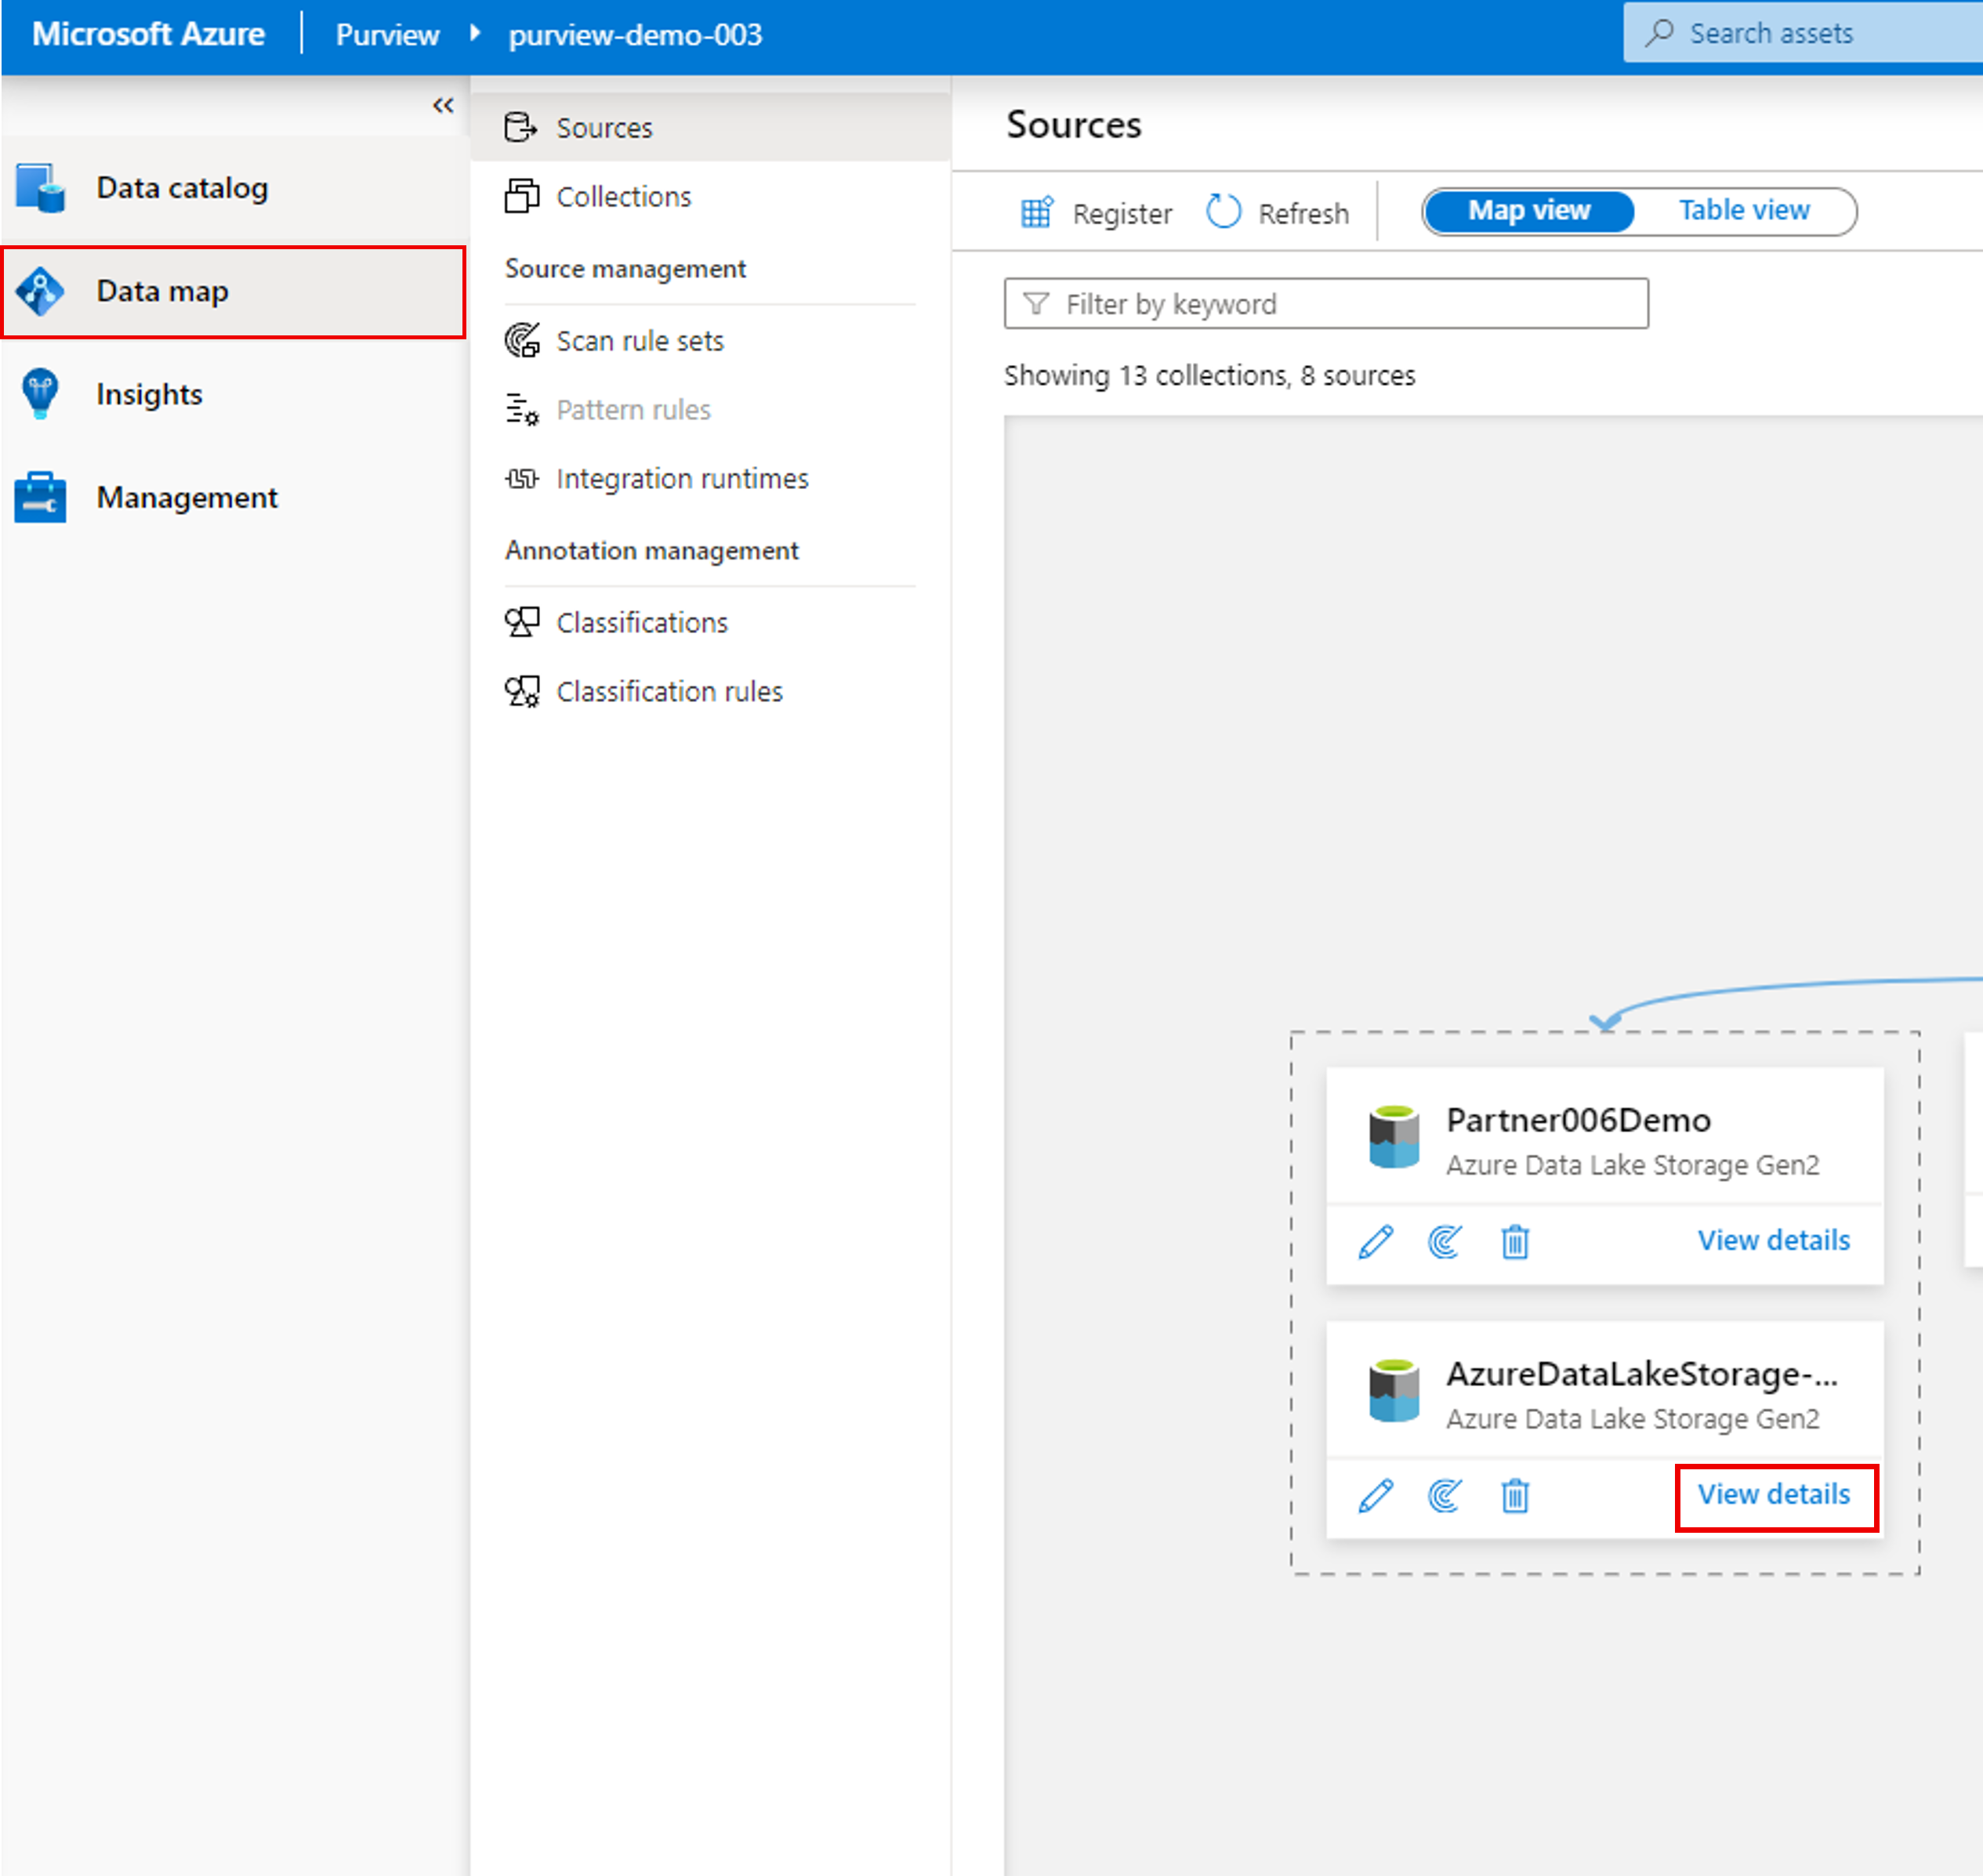 Microsoft Azure
Purview
purview-demo-003
Search assets
Data catalog
Data map
Insights
Management
Sources
Collections
Source management
Scan rule sets
Pattern rules
Integration runtimes
Annotation management
Classifications
Classification rules
Sources
Register
Refresh
Map view
Table view
Filter by keyword
Showing 13 collections, 8 sources
Partner006Demo
Azure Data Lake Storage Gen2
View details
AzureDataLakeStorage-...
Azure Data Lake Storage Gen2
View details